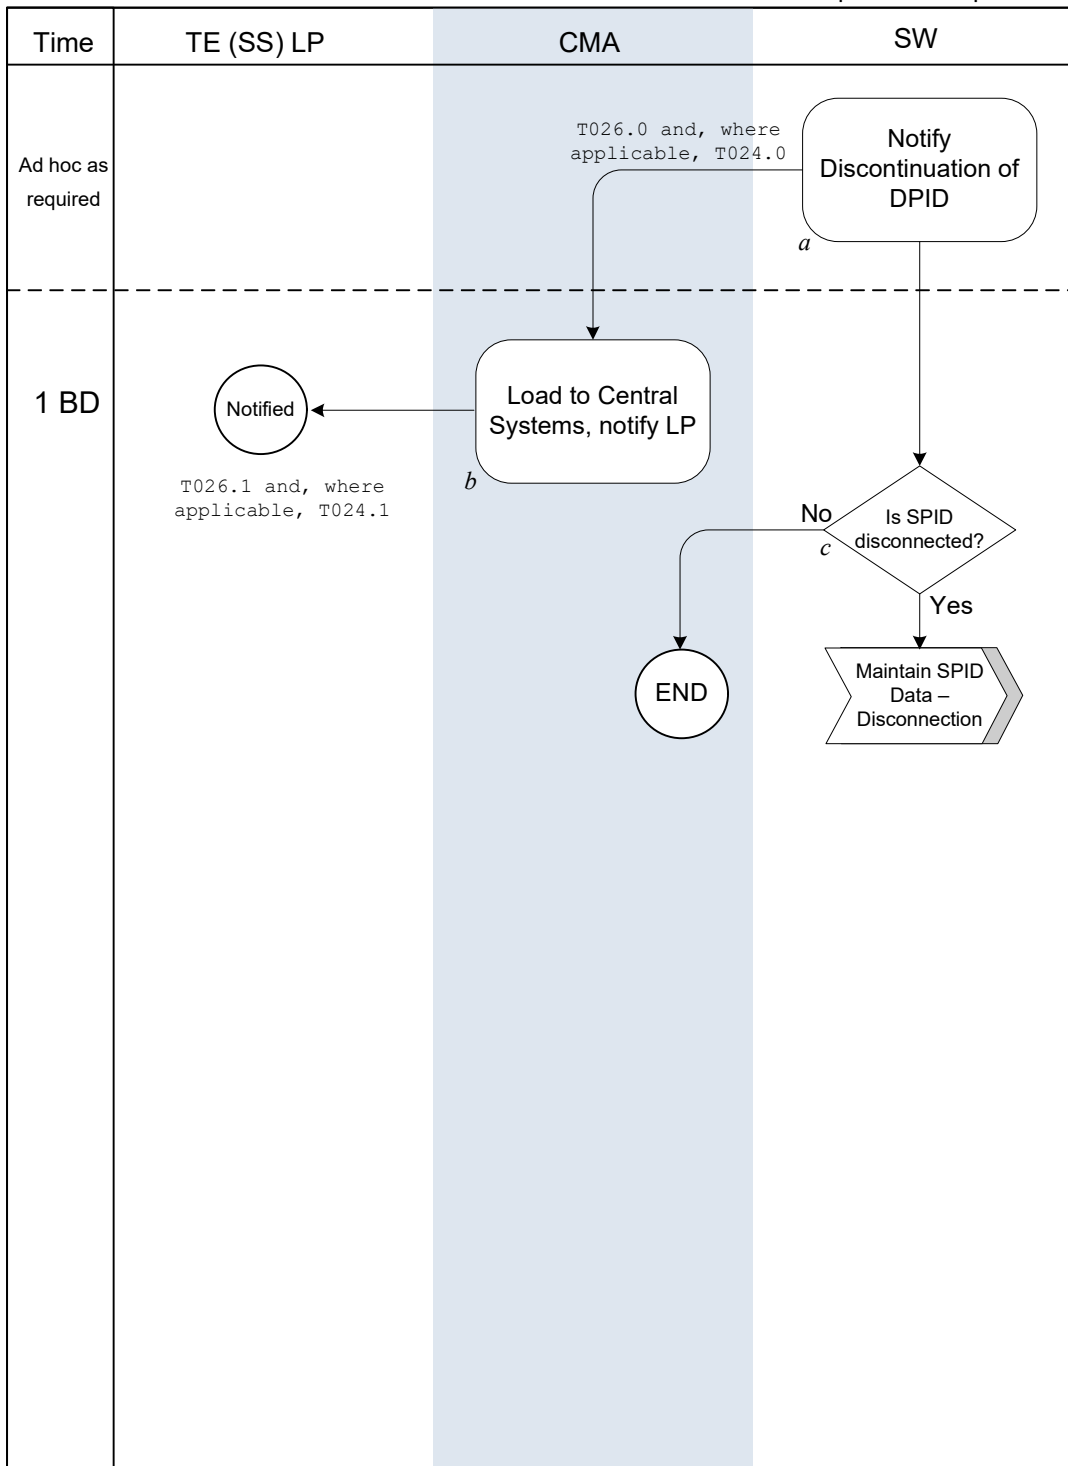 Time
TE (SS) LP
CMA
SW
Ad hoc as
required
T026.0 and, where
applicable, T024.0
Notify
Discontinuation of
DPID
a
1 BD
Notified
Load to Central
Systems, notify LP
b
T026.1 and, where
applicable, T024.1
No
Is SPID
disconnected?
c
Yes
END
Maintain SPID
Data –
Disconnection